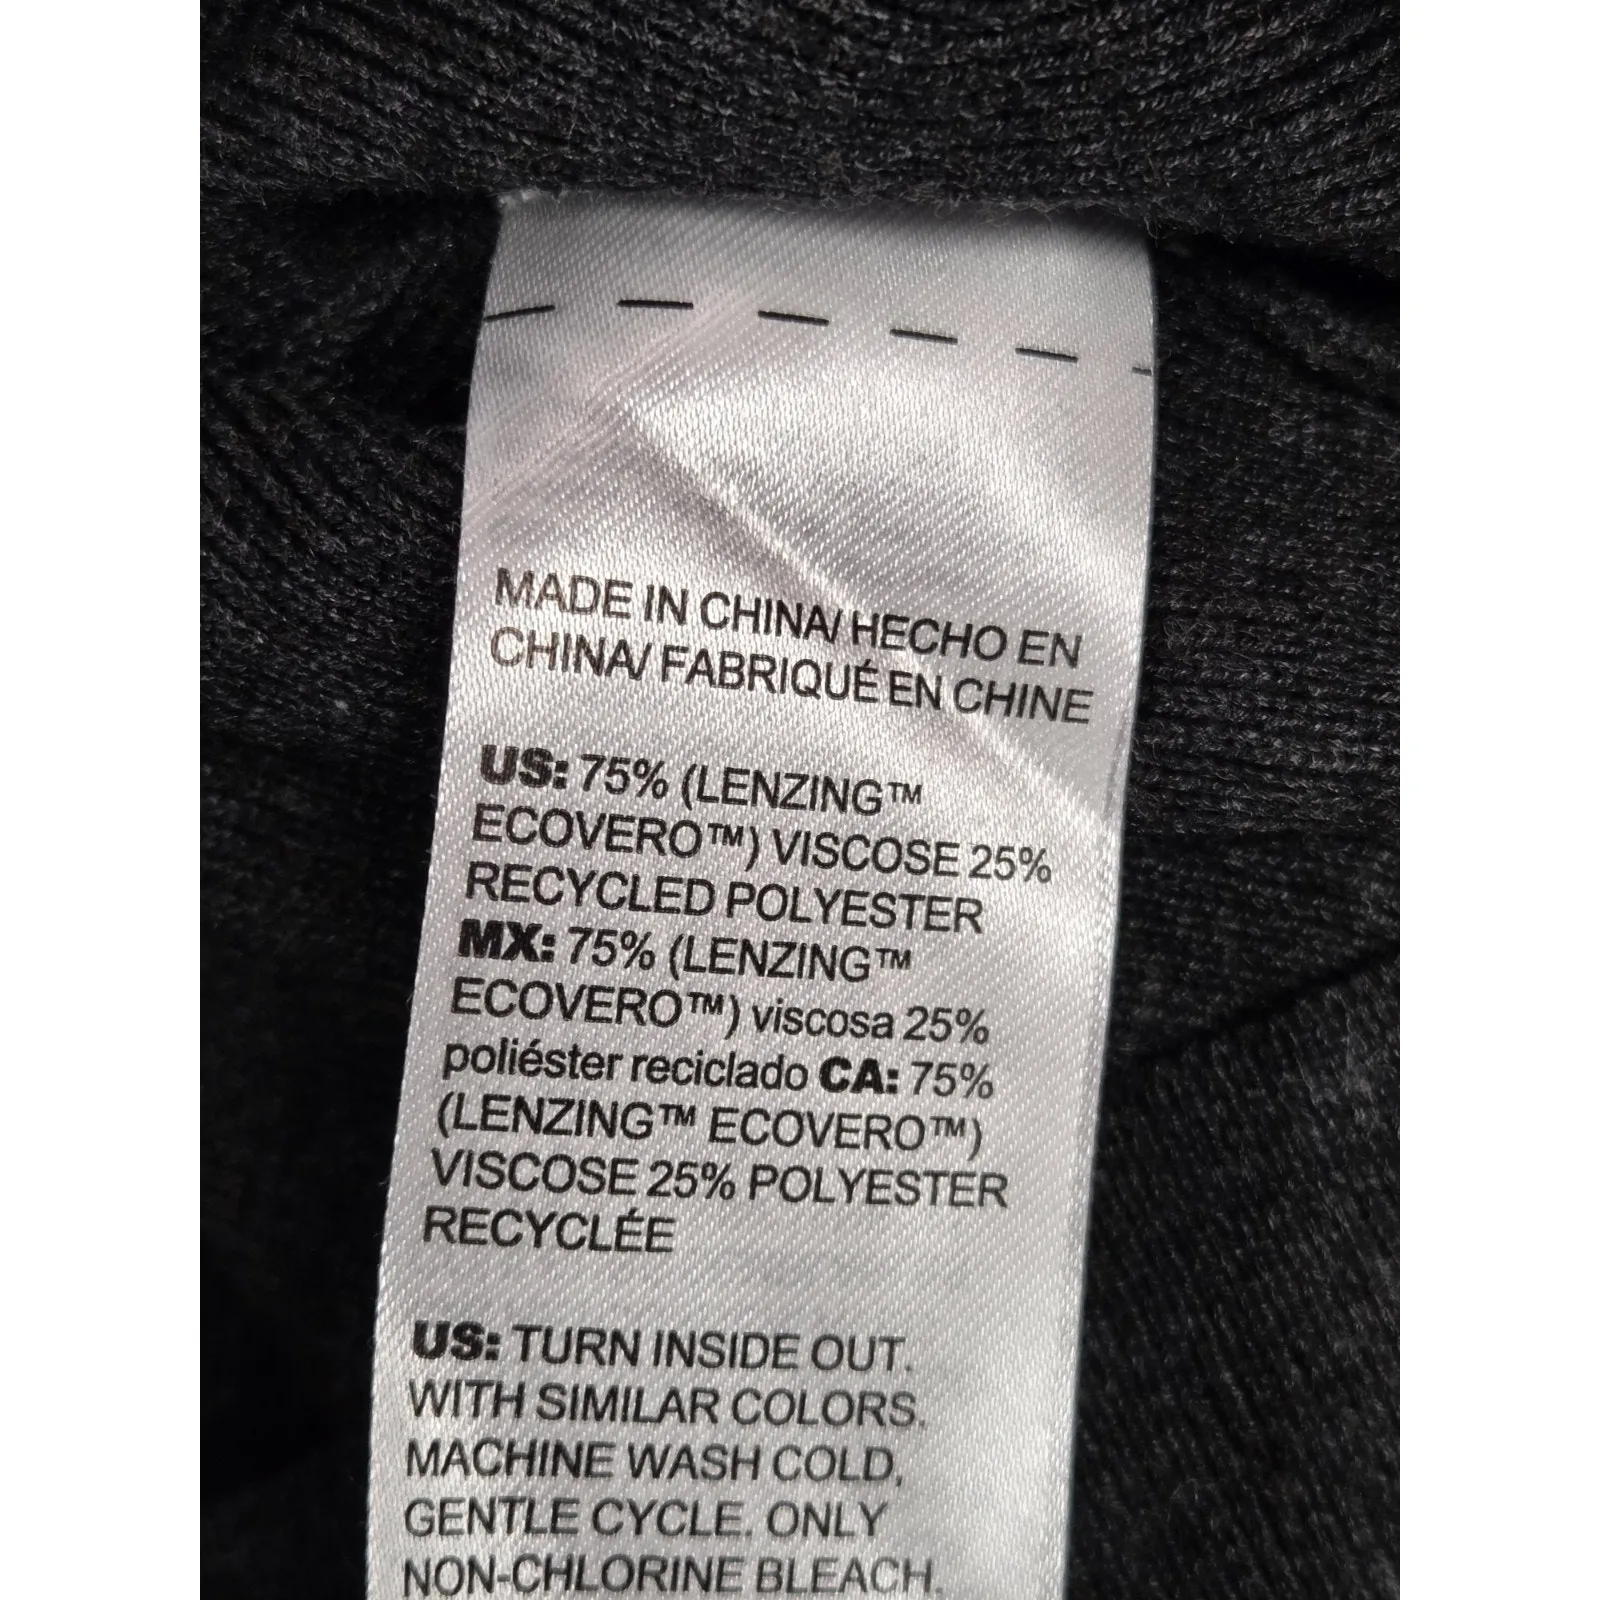 MADE IN CHINA/ HECHO EN
CHINA/ FABRIQUÉ EN CHINE
US: 75% (LENZING™
ECOVERO™) VISCOSE 25%
RECYCLED POLYESTER
MX: 75% (LENZING™
ECOVERO™) viscosa 25%
poliéster reciclado CA: 75%
(LENZING™ ECOVERO™)
VISCOSE 25% POLYESTER
RECYCLÉE
US: TURN INSIDE OUT.
WITH SIMILAR COLORS.
MACHINE WASH COLD,
GENTLE CYCLE. ONLY
NON-CHLORINE BLEACH.